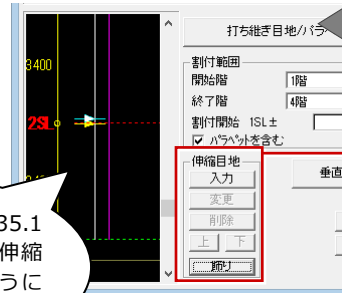 打ち継ぎ目地/パラ
割付範囲
開始階 1階
終了階 4階
割付開始 1SL±
パラペットを含む
伸縮目地
入力
垂直
変更
削除
上 下
飾り
3400
2SL
35.1
伸縮
うに